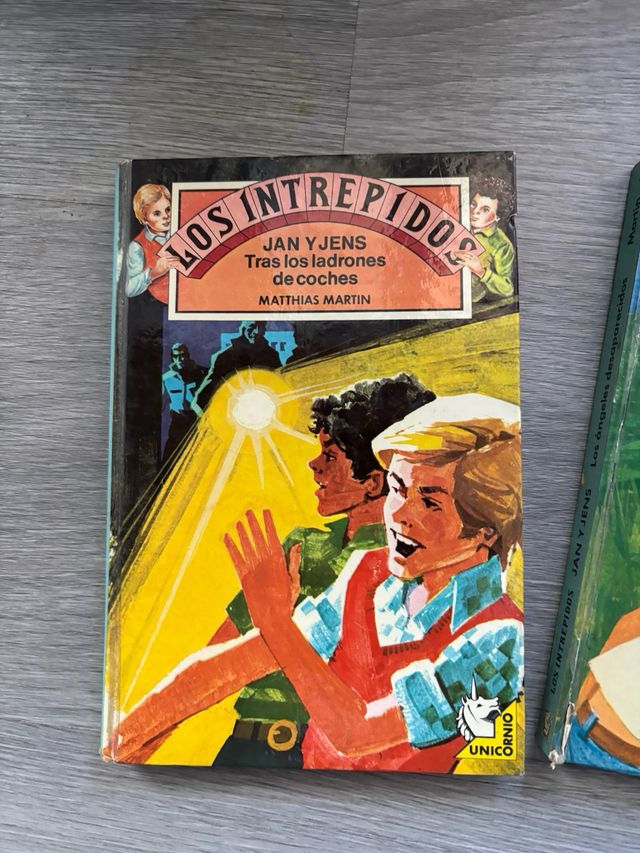 LOS INTREPIDOS
JAN Y JENS
Tras los ladrones
de coches
MATTHIAS MARTIN
UNICORNIO
LOS INTREPIDOS JAN Y JENS Los ángeles desaparecidos